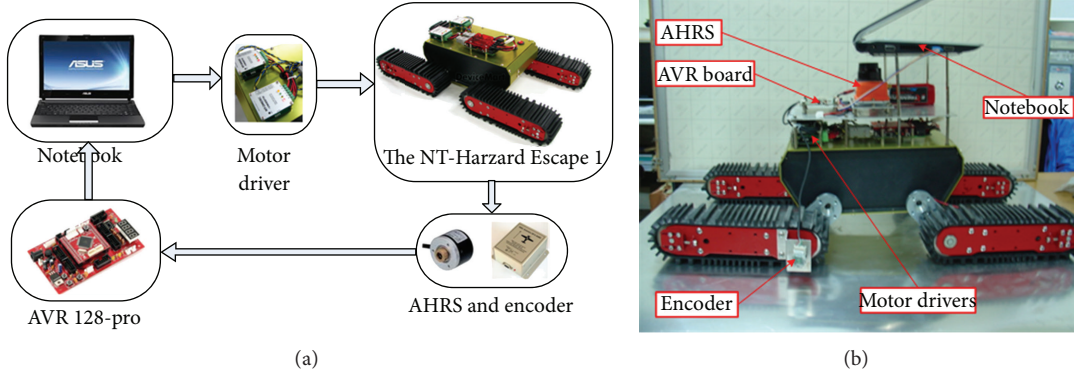 ASUS
Notebook
Motor
driver
The NT-Harzard Escape 1
AVR 128-pro
AHRS and encoder
(a)
AHRS
AVR board
Notebook
Encoder
Motor drivers
(b)